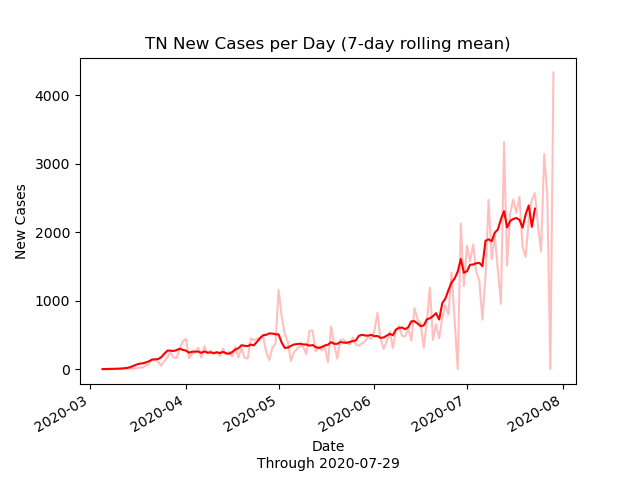 TN New Cases per Day (7-day rolling mean)
4000
3000
2000
1000
0
New Cases
2020-03
2020-04
2020-05
2020-06
2020-07
2020-08
Date
Through 2020-07-29